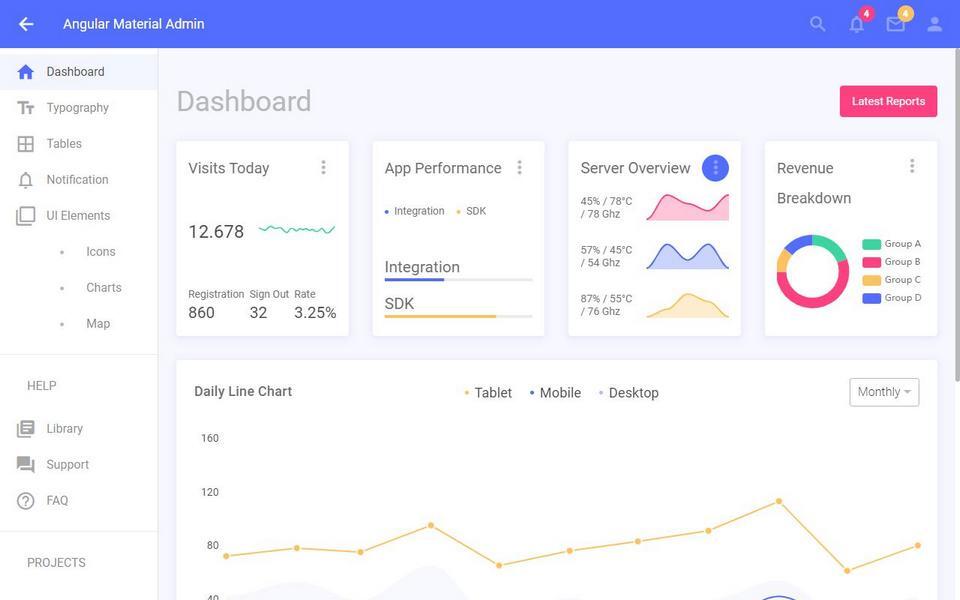 Angular Material Admin
4
4
Dashboard
Typography
Tables
Notification
UI Elements
Icons
Charts
Map
HELP
Library
Support
FAQ
PROJECTS
Dashboard
Latest Reports
Visits Today
12.678
Registration Sign Out Rate
860 32 3.25%
App Performance
Integration SDK
Integration
SDK
Server Overview
45% / 78°C
/ 78 Ghz
57% / 45°C
/ 54 Ghz
87% / 55°C
/ 76 Ghz
Revenue
Breakdown
Group A
Group B
Group C
Group D
Daily Line Chart
Tablet Mobile Desktop
Monthly
160
120
80
40